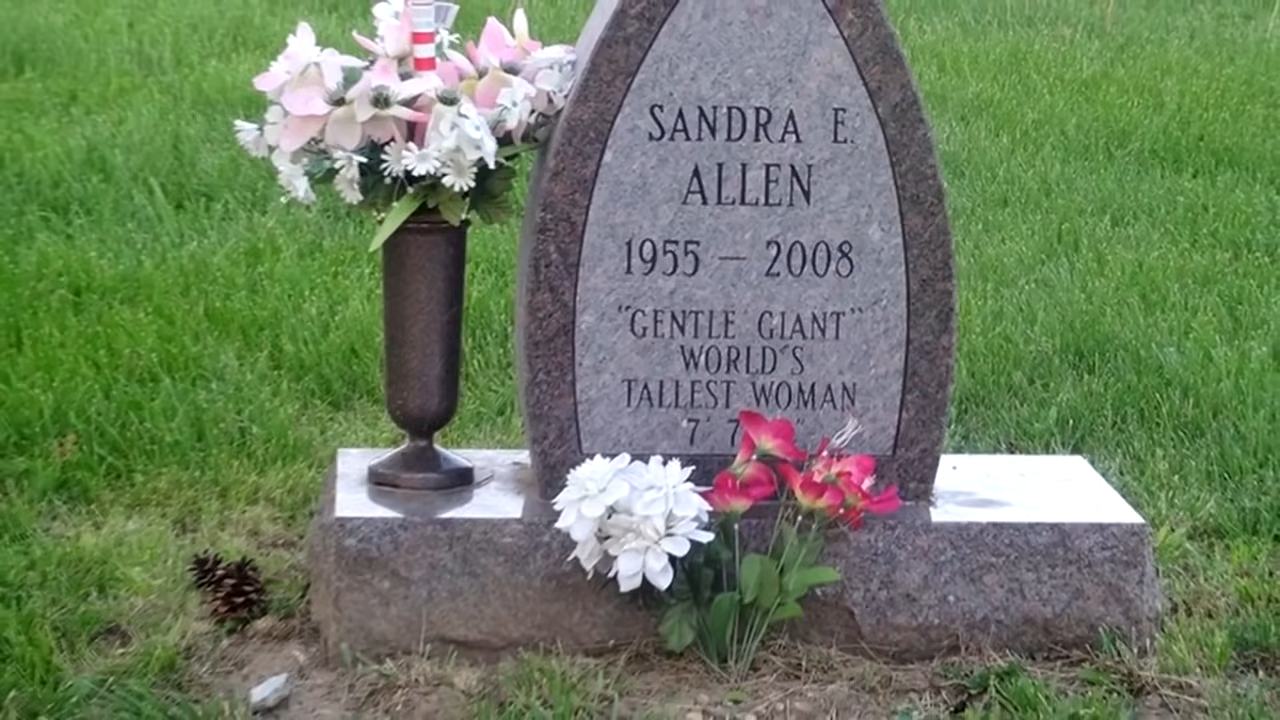 SANDRA E.
ALLEN
1955 — 2008
"GENTLE GIANT"
WORLD'S
TALLEST WOMAN
7' 7